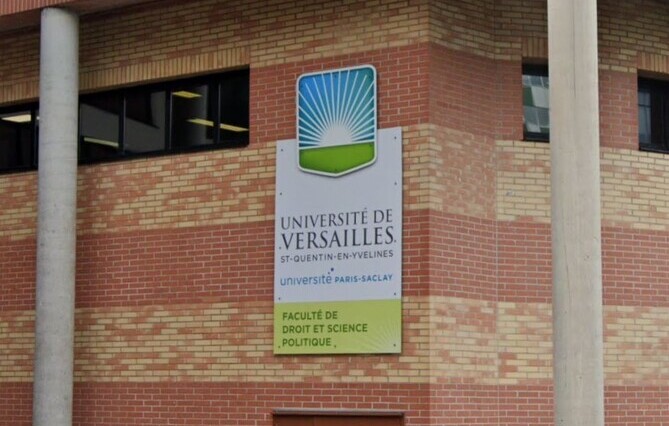 UNIVERSITÉ DE
VERSAILLES
ST-QUENTIN-EN-YVELINES
université PARIS-SACLAY
FACULTÉ DE
DROIT ET SCIENCE
POLITIQUE